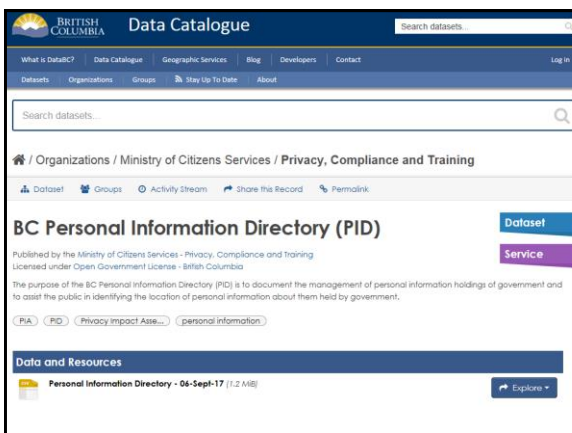 BRITISH COLUMBIA
Data Catalogue
Search datasets...
What is DataBC? Data Catalogue Geographic Services Blog Developers Contact Log in
Datasets Organizations Groups Stay Up To Date About
Search datasets...
/ Organizations / Ministry of Citizens Services / Privacy, Compliance and Training
Dataset Groups Activity Stream Share this Record Permalink
BC Personal Information Directory (PID)
Dataset
Service
Published by the Ministry of Citizens Services - Privacy, Compliance and Training
Licensed under Open Government License - British Columbia
The purpose of the BC Personal Information Directory (PID) is to document the management of personal information holdings of government and
to assist the public in identifying the location of personal information about them held by government.
PIA PID Privacy Impact Asse... personal information
Data and Resources
Personal Information Directory - 06-Sept-17 (1.2 MiB)
Explore